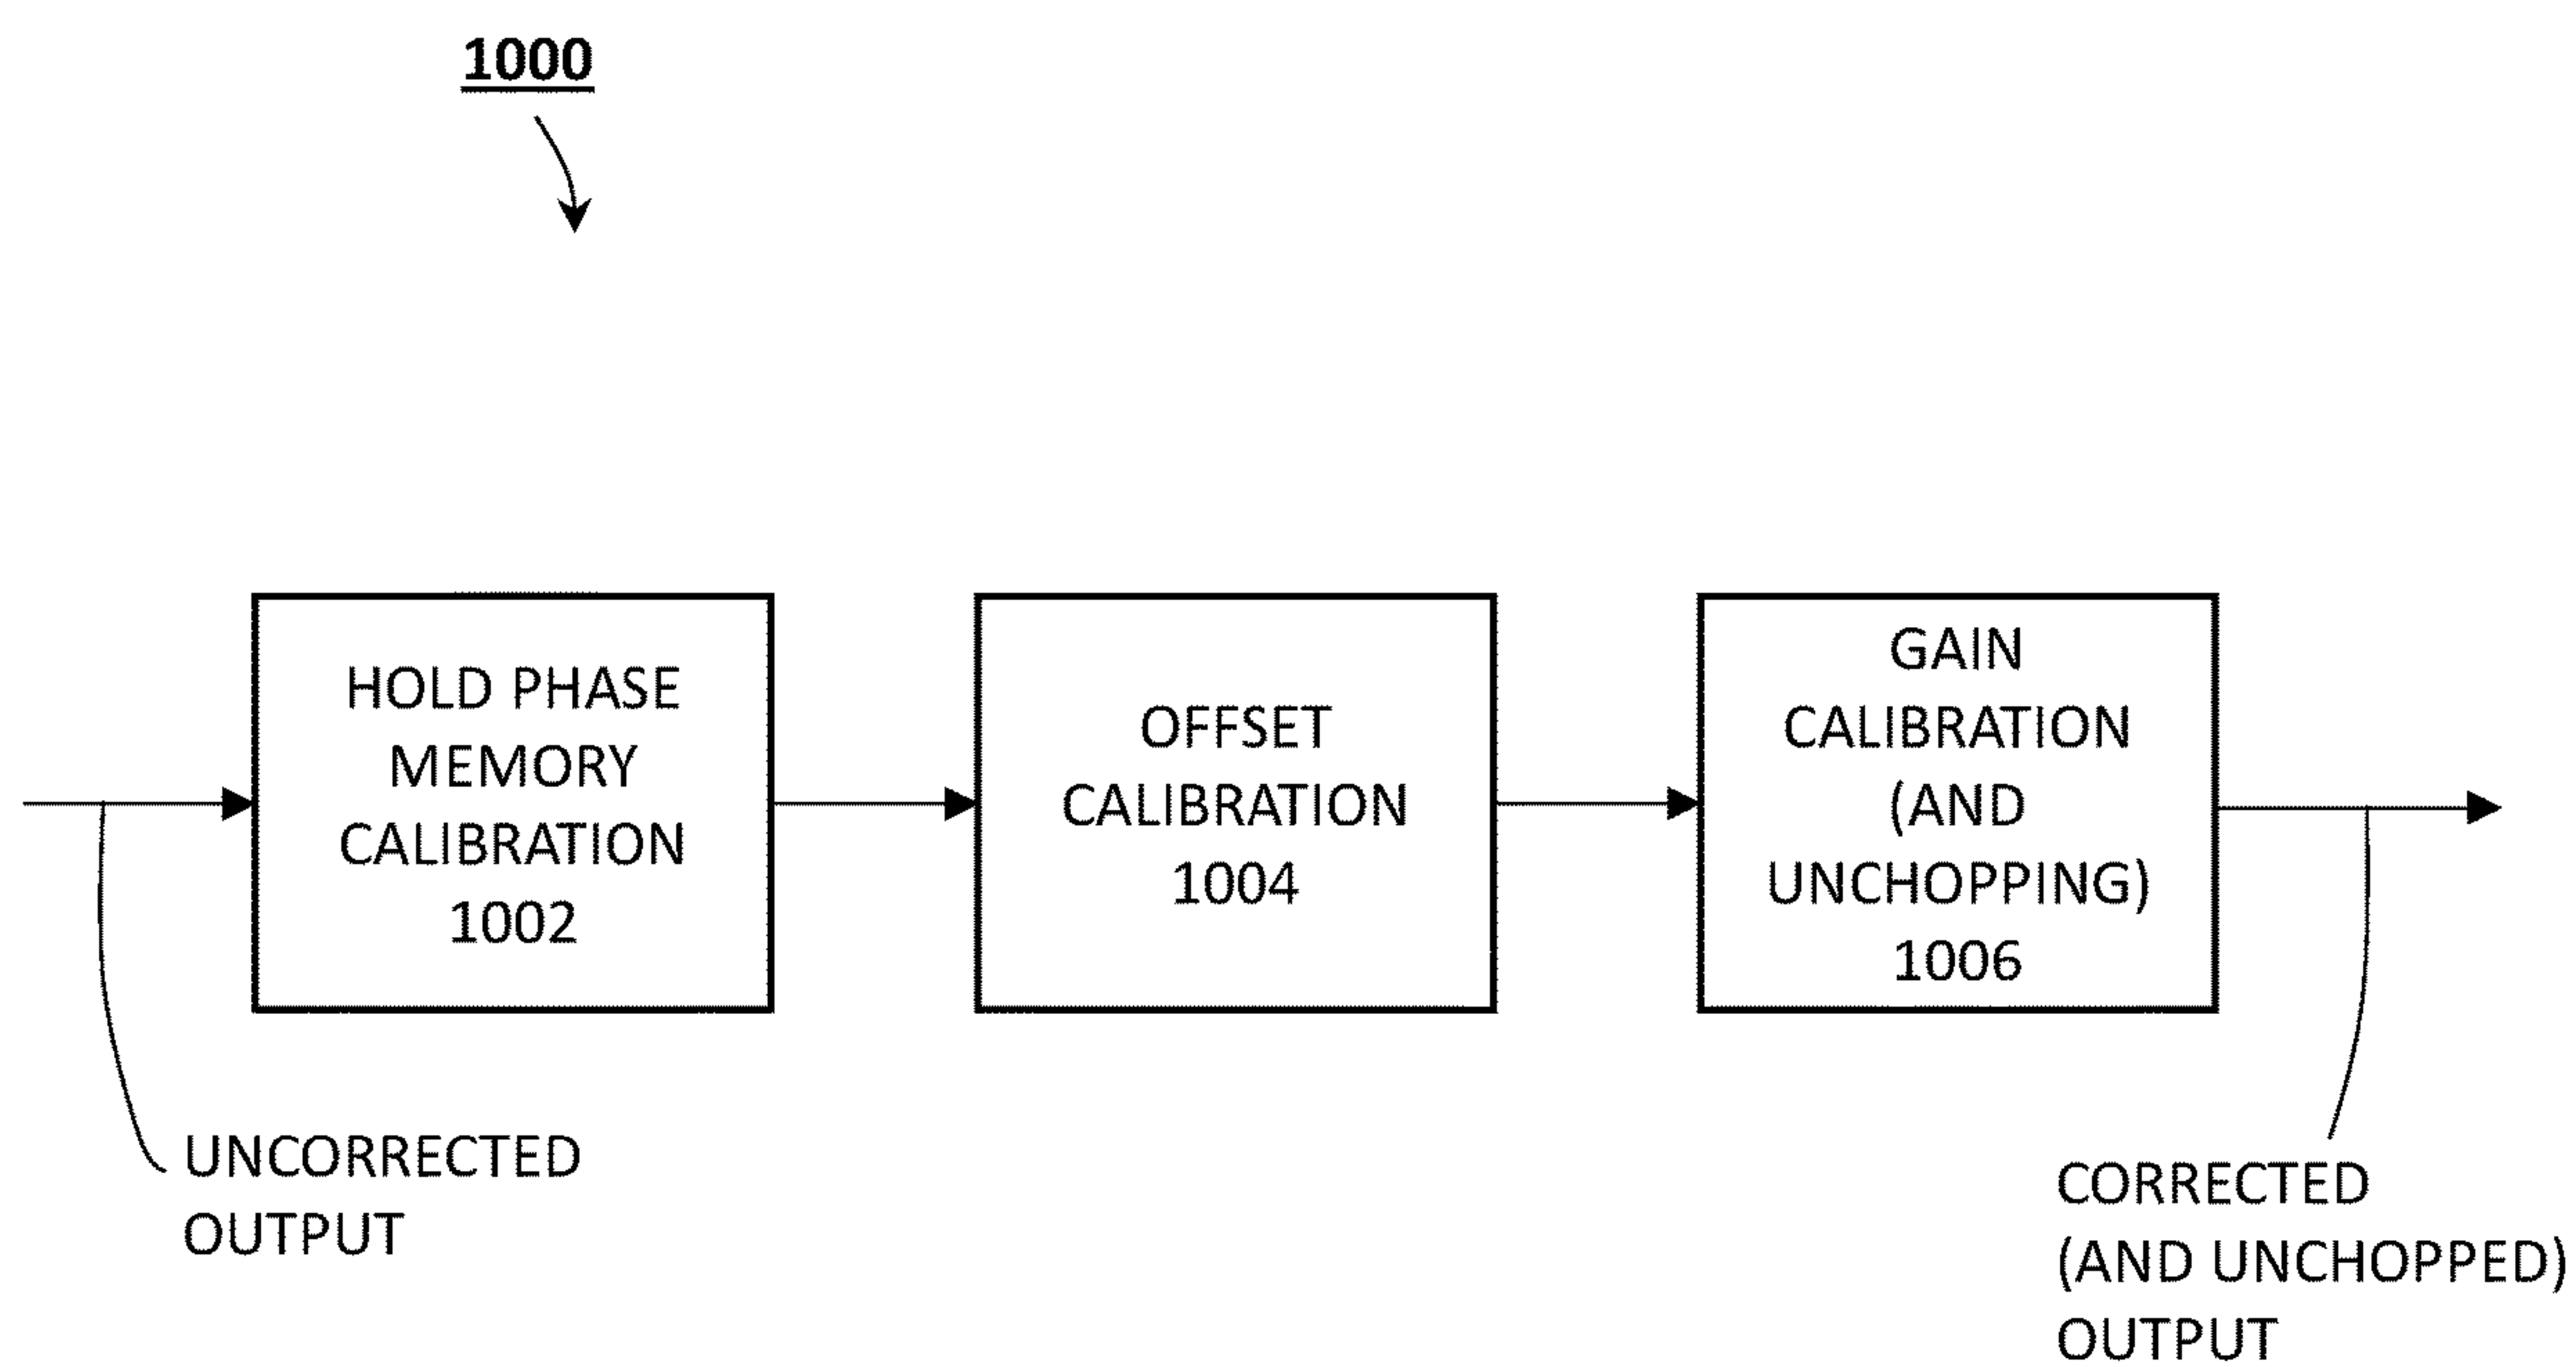 1000
HOLD PHASE
MEMORY
CALIBRATION
1002
OFFSET
CALIBRATION
1004
GAIN
CALIBRATION
(AND
UNCHOPPING)
1006
UNCORRECTED
OUTPUT
CORRECTED
(AND UNCHOPPED)
OUTPUT